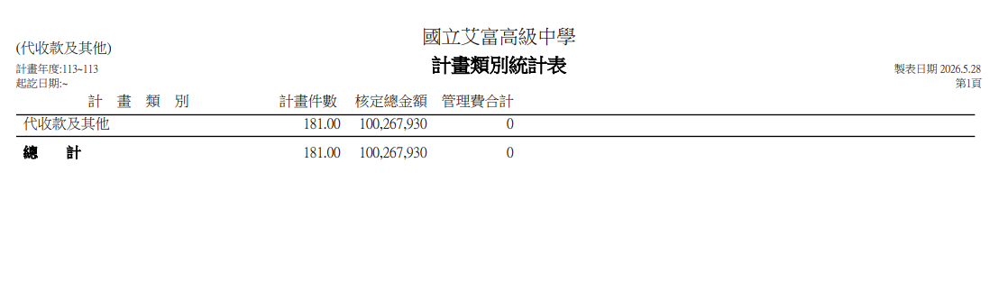 國立艾富高級中學
(代收款及其他)
計畫類別統計表
計畫年度:113~113
製表日期 2026.5.28
起訖日期:~
第1頁
計 畫 類 別 計畫件數 核定總金額 管理費合計
代收款及其他 181.00 100,267,930 0
總 計 181.00 100,267,930 0